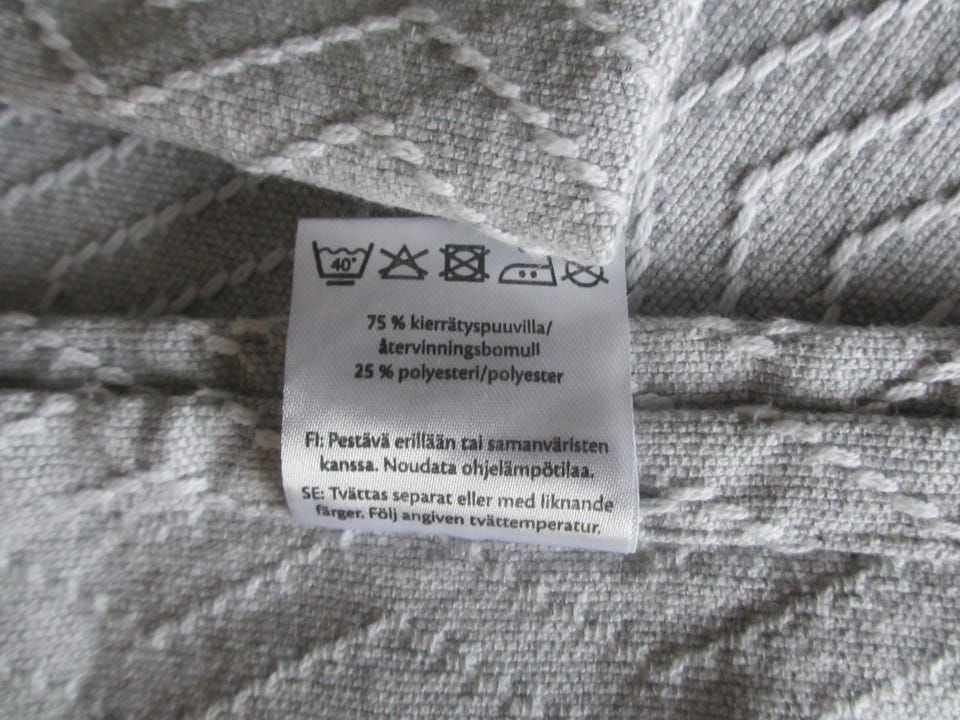 40°
75 % kierrätyspuuvilla/
återvinningsbomull
25 % polyesteri/polyester
FI: Pestävä erillään tai samanväristen
kanssa. Noudata ohjelämpötilaa.
SE: Tvättas separat eller med liknande
färger. Följ angiven tvättemperatur.